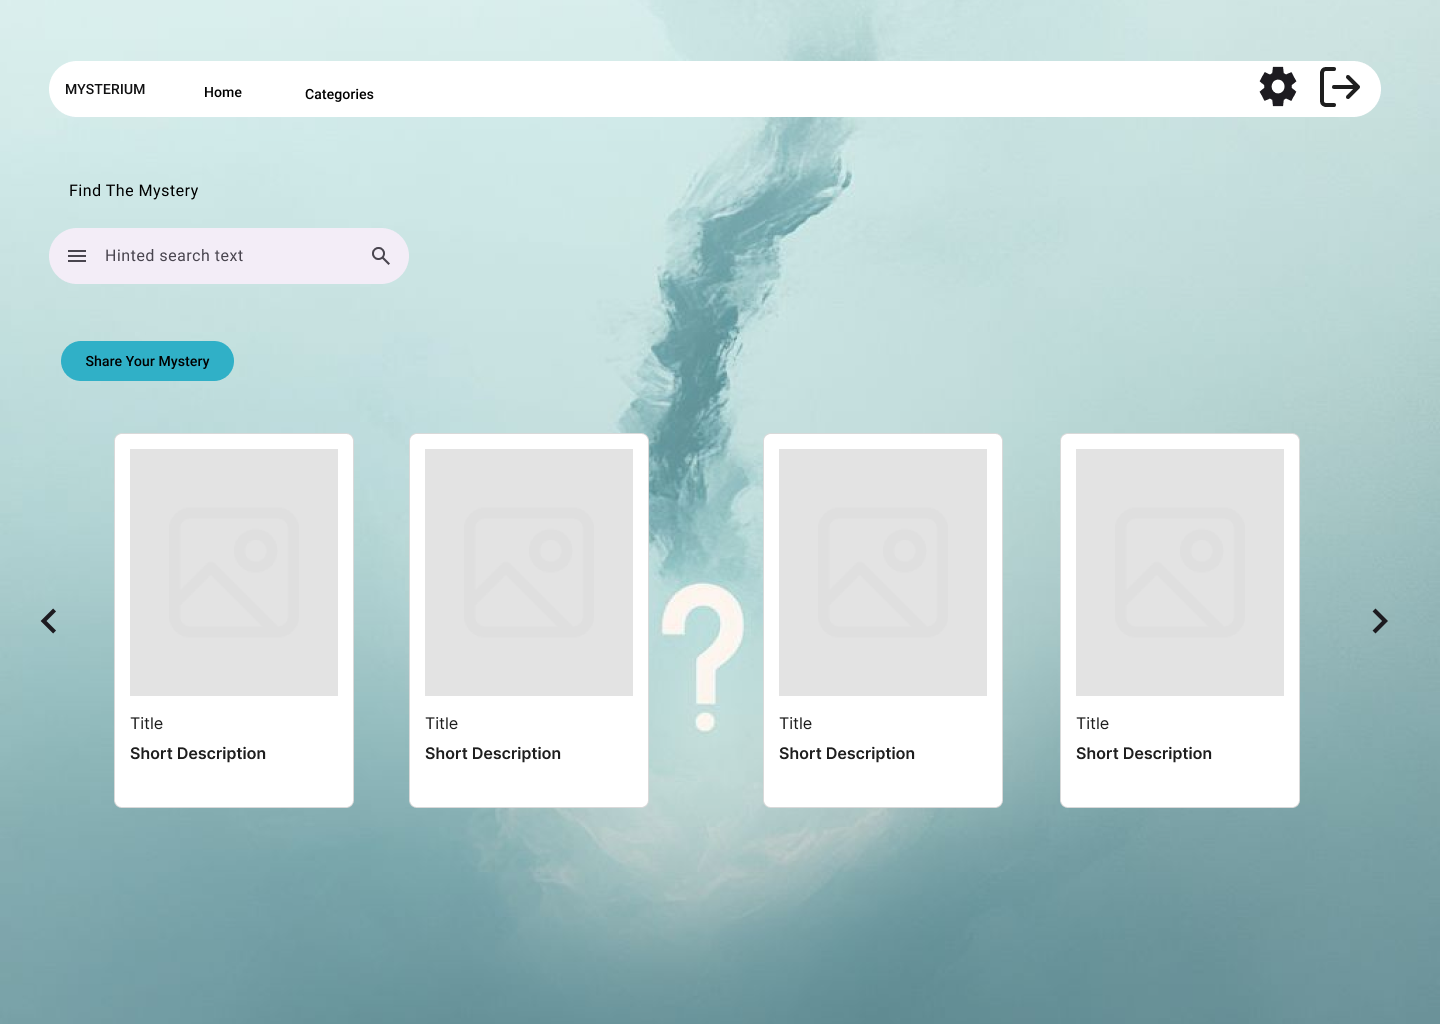 MYSTERIUM
Home
Categories
Find The Mystery
Hinted search text
Share Your Mystery
?
Title
Short Description
Title
Short Description
Title
Short Description
Title
Short Description